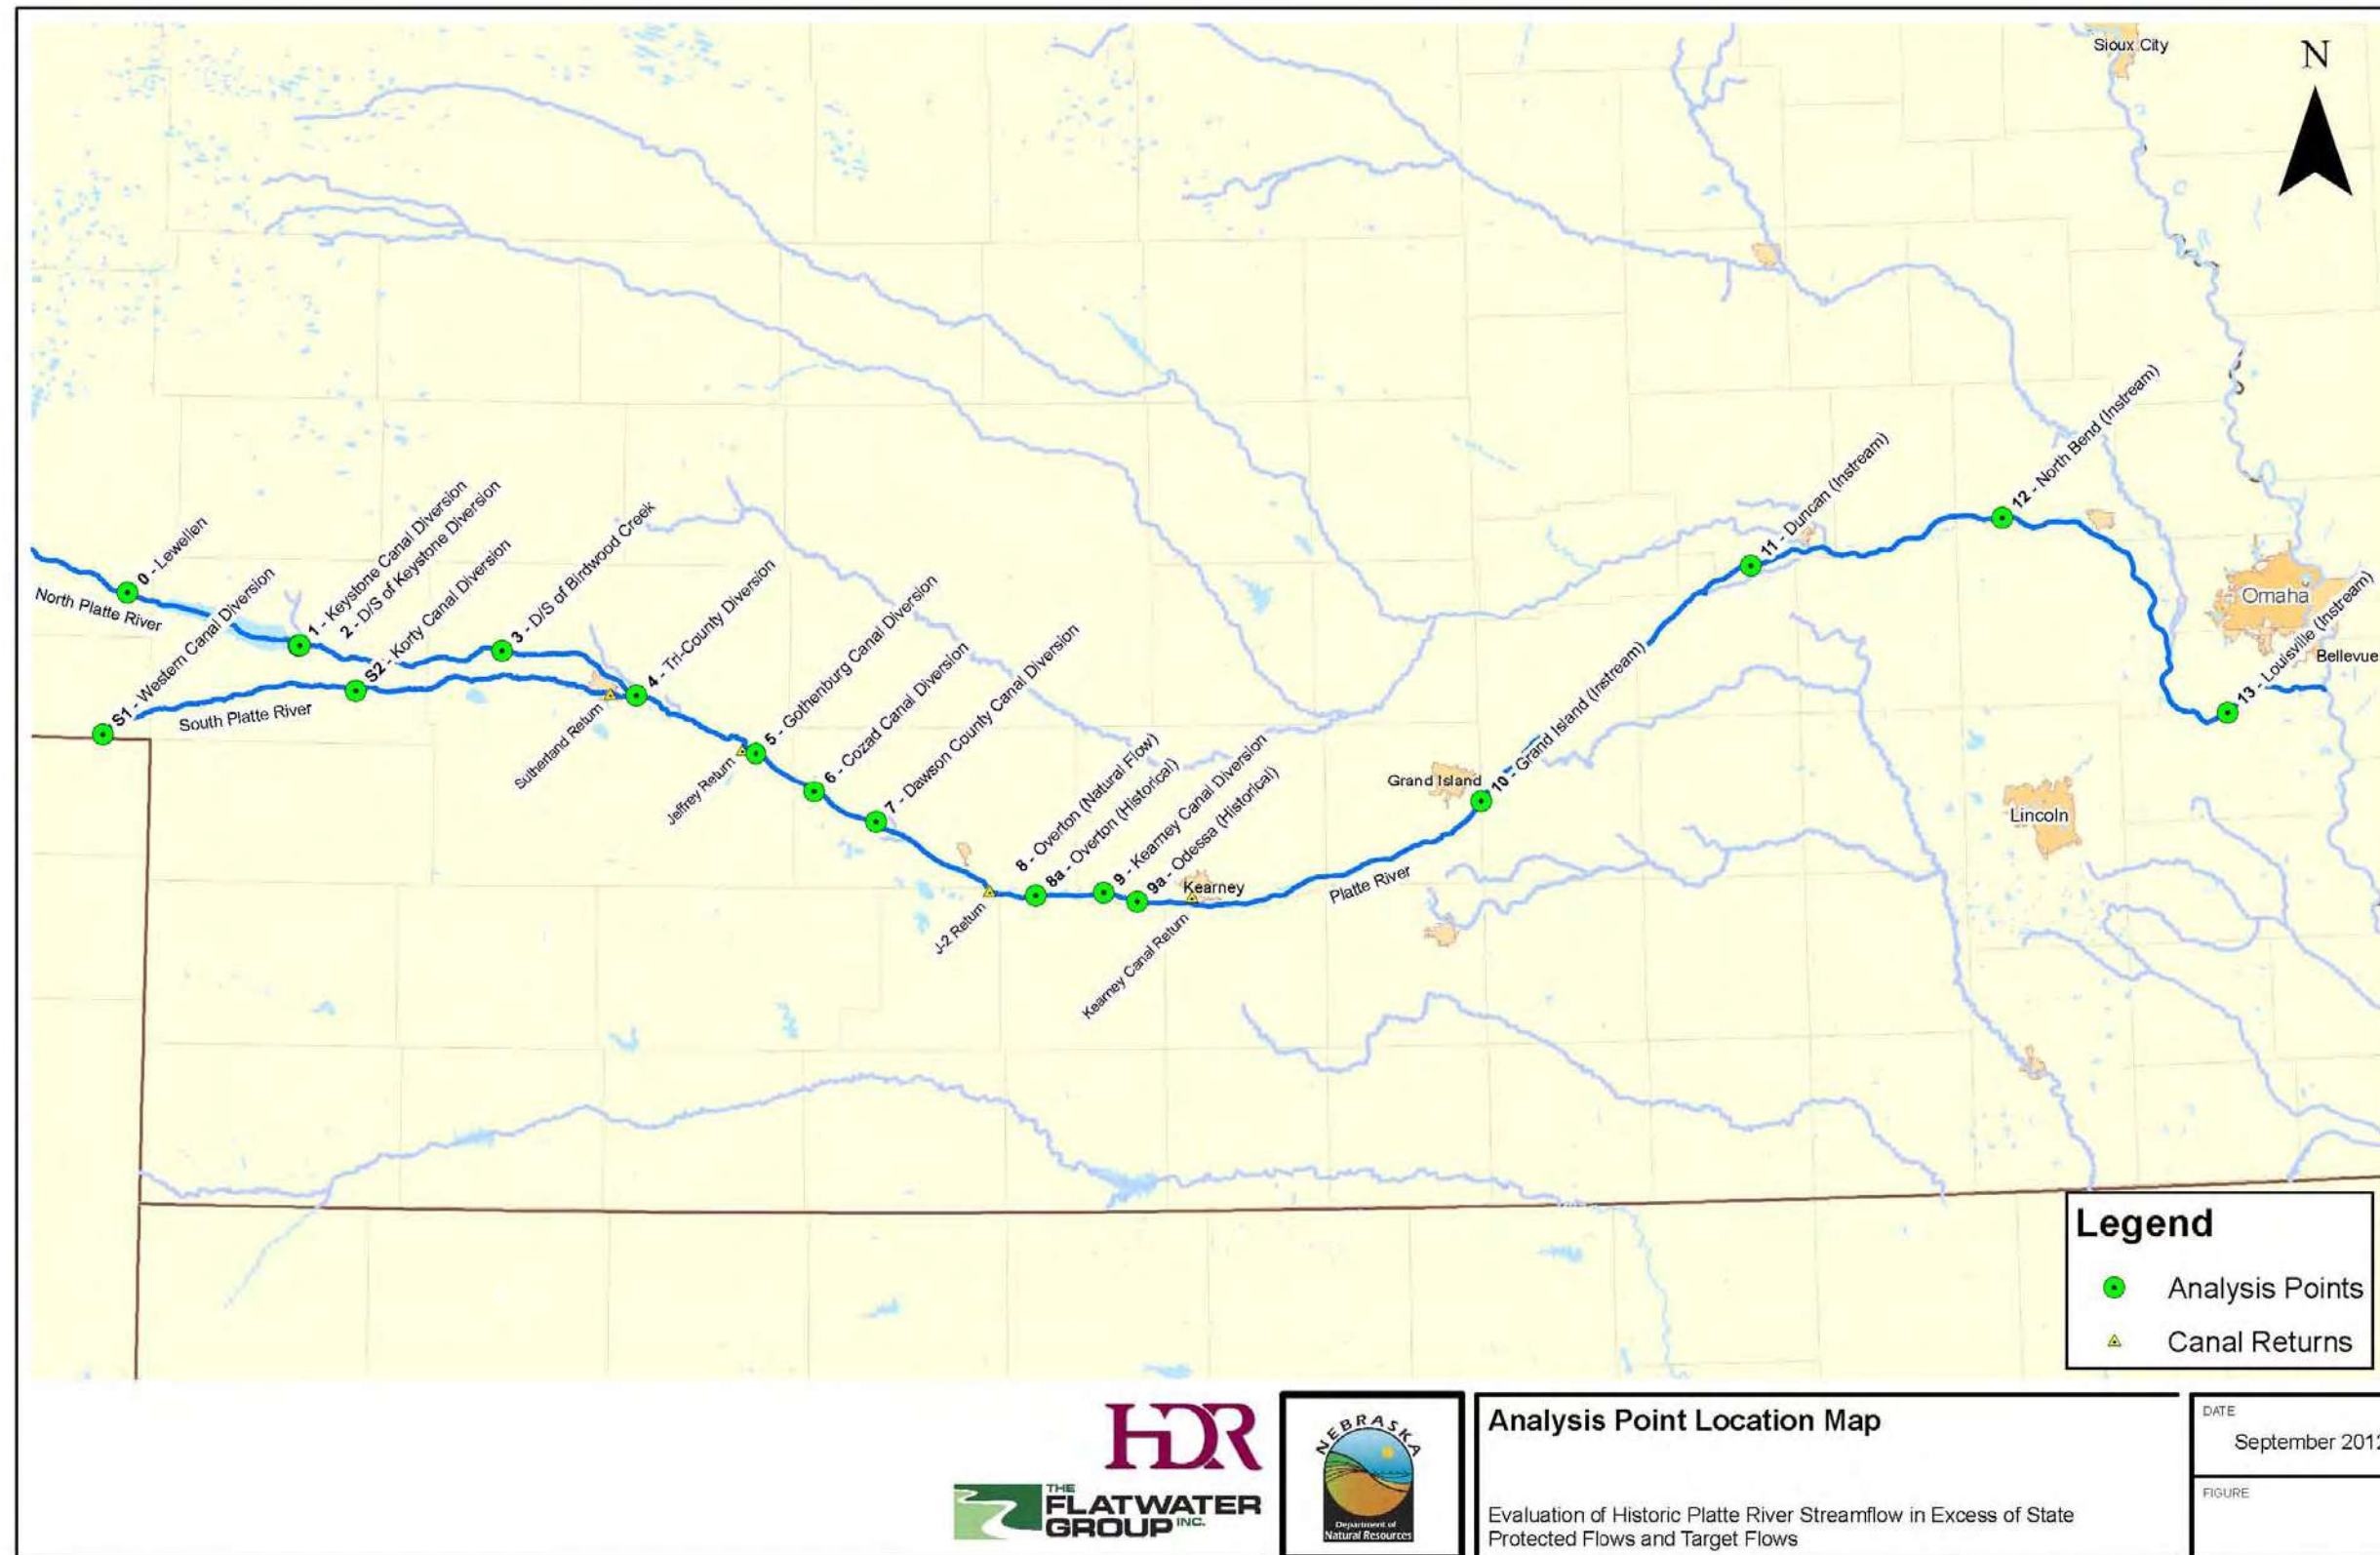 Sioux City
N
12 - North Bend (Instream)
11 - Duncan (Instream)
0 - Lewellen
1 - Keystone Canal Diversion
2 - D/S of Keystone Diversion
S2 - Korty Canal Diversion
3 - D/S of Birdwood Creek
S1 - Western Canal Diversion
North Platte River
South Platte River
4 - Tri-County Diversion
Sutherland Return
5 - Gothenburg Canal Diversion
Jeffrey Return
6 - Cozad Canal Diversion
7 - Dawson County Canal Diversion
8 - Overton (Natural Flow)
8a - Overton (Historical)
9 - Kearney Canal Diversion
9a - Odessa (Historical)
J-2 Return
Kearney
Kearney Canal Return
Platte River
Grand Island
10 - Grand Island (Instream)
Omaha
Bellevue
13 - Louisville (Instream)
Lincoln
Legend
Analysis Points
Canal Returns
HDR
THE
FLATWATER
GROUP INC.
NEBRASKA
Department of
Natural Resources
Analysis Point Location Map
Evaluation of Historic Platte River Streamflow in Excess of State
Protected Flows and Target Flows
DATE
September 2012
FIGURE